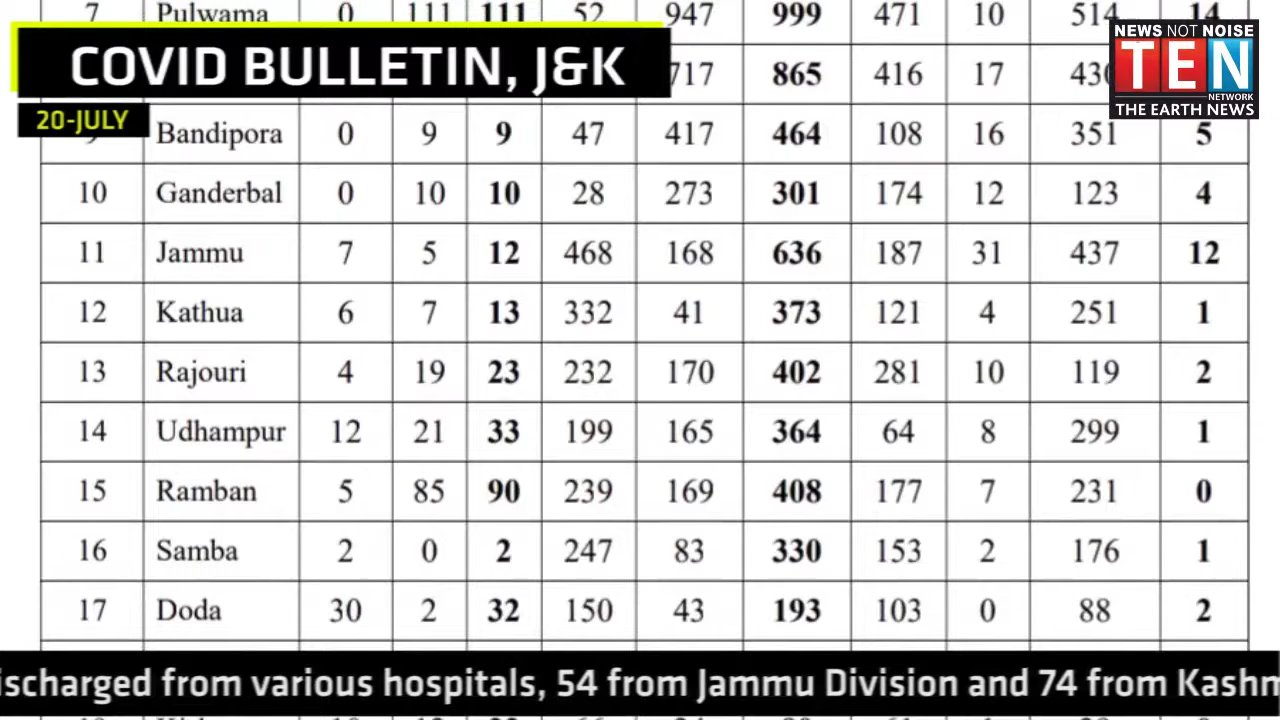 7 Pulwama 0 111 111 52 947 999 471 10 514 14
COVID BULLETIN, J&K
717 865 416 17 430
20-JULY
NEWS NOT NOISE
TEN
NETWORK
THE EARTH NEWS
9 Bandipora 0 9 9 47 417 464 108 16 351 5
10 Ganderbal 0 10 10 28 273 301 174 12 123 4
11 Jammu 7 5 12 468 168 636 187 31 437 12
12 Kathua 6 7 13 332 41 373 121 4 251 1
13 Rajouri 4 19 23 232 170 402 281 10 119 2
14 Udhampur 12 21 33 199 165 364 64 8 299 1
15 Ramban 5 85 90 239 169 408 177 7 231 0
16 Samba 2 0 2 247 83 330 153 2 176 1
17 Doda 30 2 32 150 43 193 103 0 88 2
ischarged from various hospitals, 54 from Jammu Division and 74 from Kashm